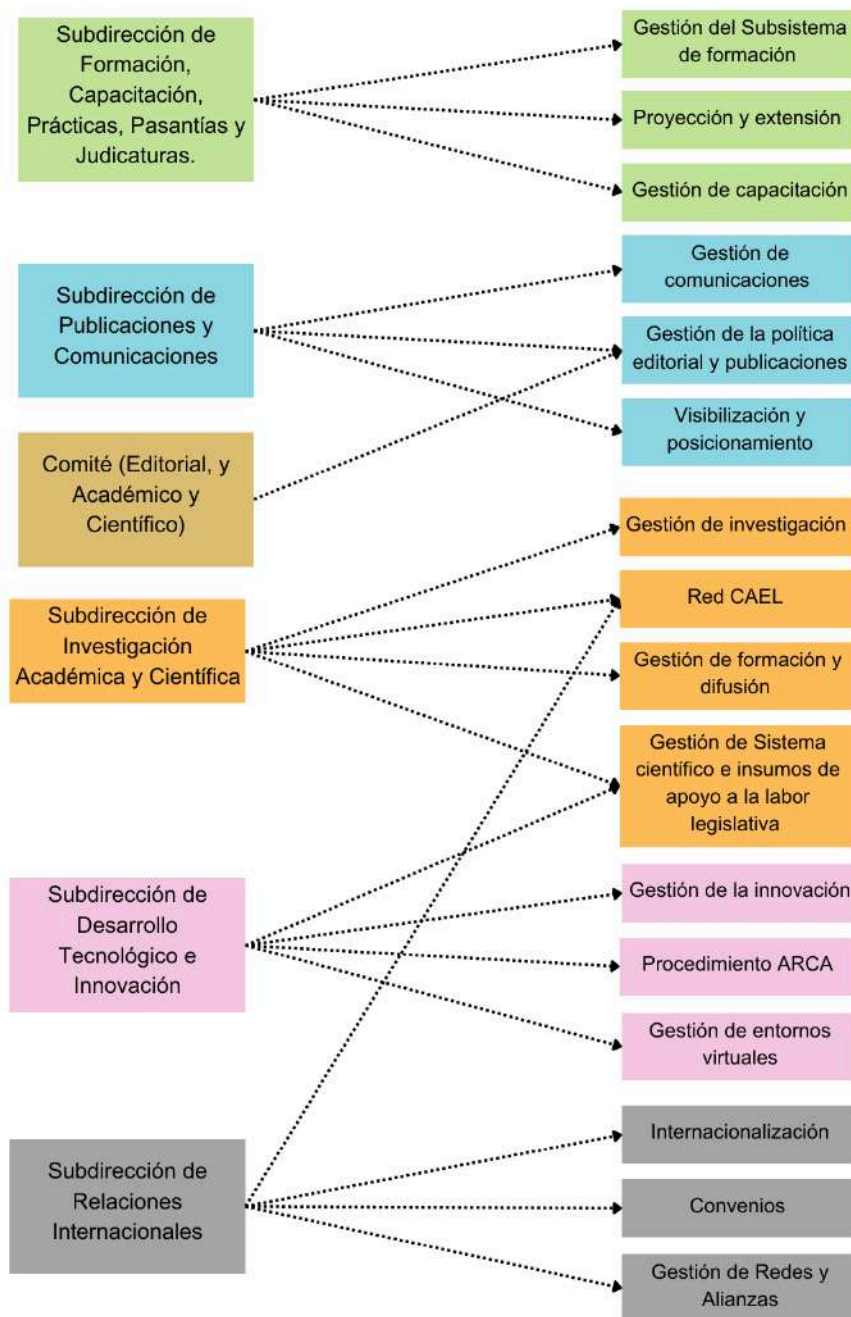 Subdirección de
Formación,
Capacitación,
Prácticas, Pasantías y
Judicaturas.
Gestión del Subsistema
de formación
Proyección y extensión
Gestión de capacitación
Subdirección de
Publicaciones y
Comunicaciones
Gestión de
comunicaciones
Gestión de la política
editorial y publicaciones
Visibilización y
posicionamiento
Comité (Editorial, y
Académico y
Científico)
Subdirección de
Investigación
Académica y Científica
Gestión de investigación
Red CAEL
Gestión de formación y
difusión
Gestión de Sistema
científico e insumos de
apoyo a la labor
legislativa
Subdirección de
Desarrollo
Tecnológico e
Innovación
Gestión de la innovación
Procedimiento ARCA
Gestión de entornos
virtuales
Subdirección de
Relaciones
Internacionales
Internacionalización
Convenios
Gestión de Redes y
Alianzas